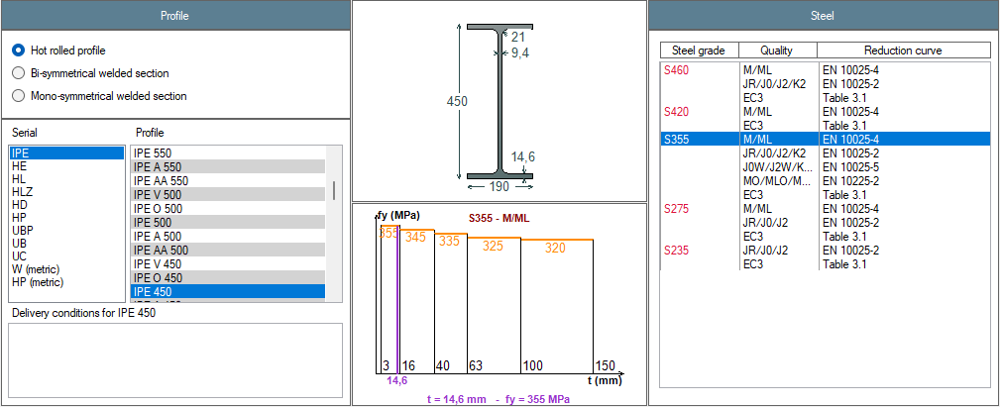 Profile
Hot rolled profile
Bi-symmetrical welded section
Mono-symmetrical welded section
Serial
Profile
IPE
HE
HL
HLZ
HD
HP
UBP
UB
UC
W (metric)
HP (metric)
IPE 550
IPE A 550
IPE AA 550
IPE V 500
IPE O 500
IPE 500
IPE A 500
IPE AA 500
IPE V 450
IPE O 450
IPE 450
Delivery conditions for IPE 450
21
9,4
450
14,6
190
fy (MPa)
S355 - M/ML
355
345
335
325
320
3
16
40
63
100
150
14,6
t (mm)
t = 14,6 mm - fy = 355 MPa
Steel
Steel grade Quality Reduction curve
S460 M/ML EN 10025-4
JR/J0/J2/K2 EN 10025-2
EC3 Table 3.1
S420 M/ML EN 10025-4
EC3 Table 3.1
S355 M/ML EN 10025-4
JR/J0/J2/K2 EN 10025-2
J0W/J2W/K... EN 10025-5
MO/MLO/M... EN 10225-2
EC3 Table 3.1
S275 M/ML EN 10025-4
JR/J0/J2 EN 10025-2
EC3 Table 3.1
S235 JR/J0/J2 EN 10025-2
EC3 Table 3.1